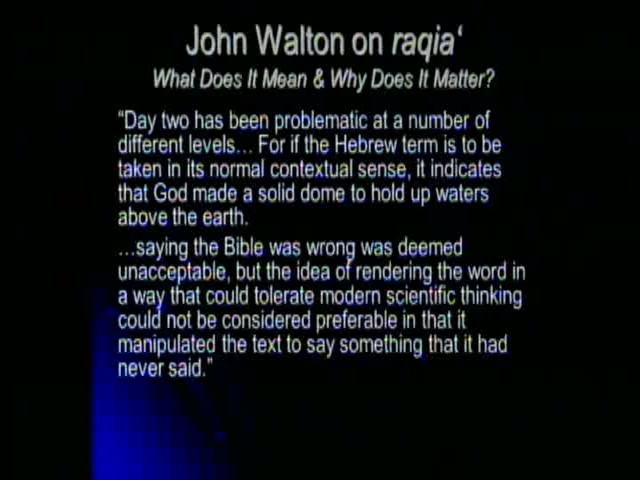 John Walton on raqia‘
What Does It Mean & Why Does It Matter?
“Day two has been problematic at a number of
different levels… For if the Hebrew term is to be
taken in its normal contextual sense, it indicates
that God made a solid dome to hold up waters
above the earth.
…saying the Bible was wrong was deemed
unacceptable, but the idea of rendering the word in
a way that could tolerate modern scientific thinking
could not be considered preferable in that it
manipulated the text to say something that it had
never said.”